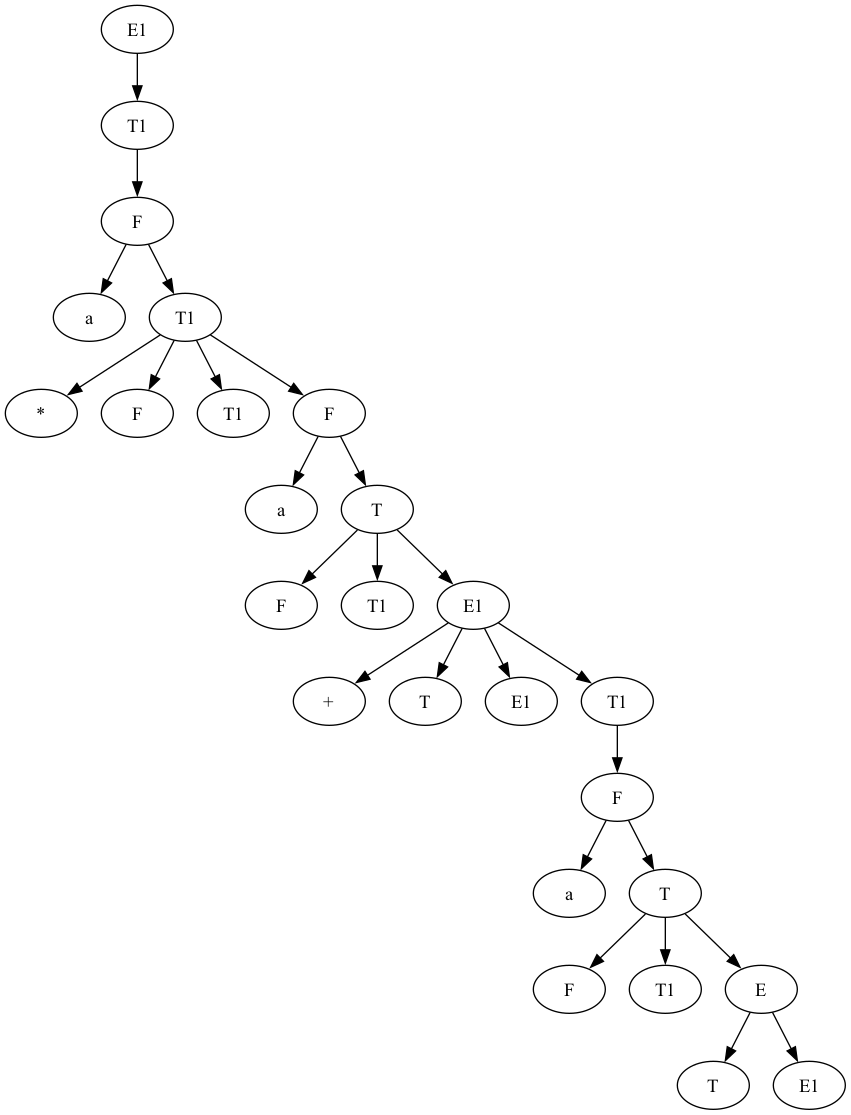 E1
T1
F
a T1
* F T1 F
a T
F T1 E1
+ T E1 T1
F
a T
F T1 E
T E1